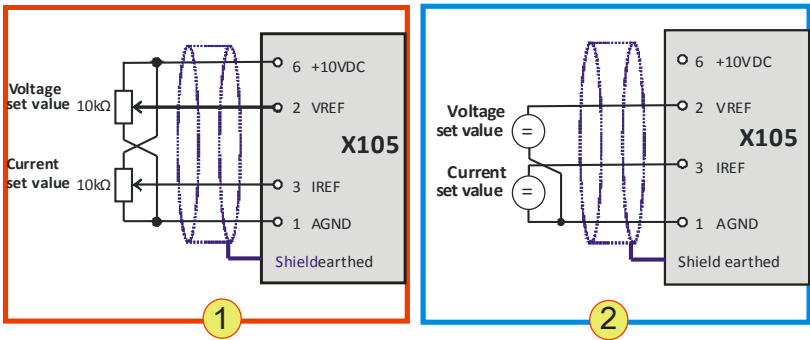 6 +10VDC
Voltage
set value 10kΩ
2 VREF
X105
Current
set value 10kΩ
3 IREF
1 AGND
Shieldearthed
1
6 +10VDC
Voltage
set value
=
2 VREF
X105
Current
set value
=
3 IREF
1 AGND
Shield earthed
2